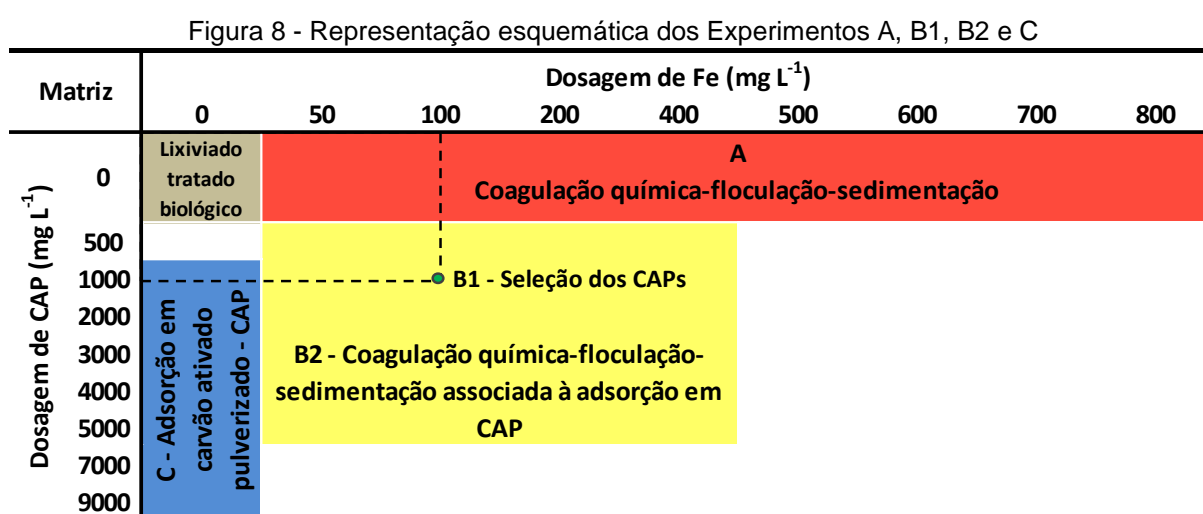 Figura 8 - Representação esquemática dos Experimentos A, B1, B2 e C
Matriz
Dosagem de Fe (mg L-1)
0 50 100 200 400 500 600 700 800
Dosagem de CAP (mg L-1)
0
Lixiviado
tratado
biológico
A
Coagulação química-floculação-sedimentação
500
1000
2000
3000
4000
5000
7000
9000
C - Adsorção em
carvão ativado
pulverizado - CAP
B1 - Seleção dos CAPs
B2 - Coagulação química-floculação-
sedimentação associada à adsorção em
CAP